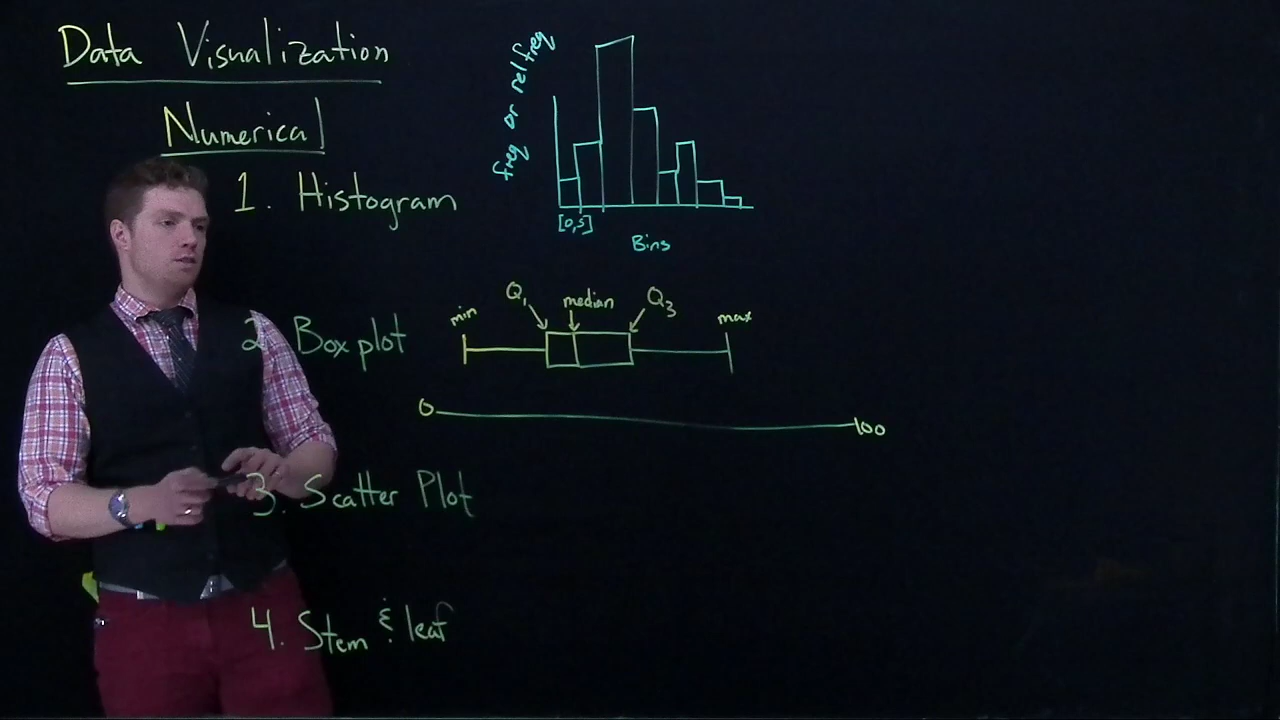 Data Visualization
Numerical
1. Histogram
freq or rel freq
[0,5]
Bins
2. Box plot
min
Q1
median
Q3
max
0
100
3. Scatter Plot
4. Stem & leaf